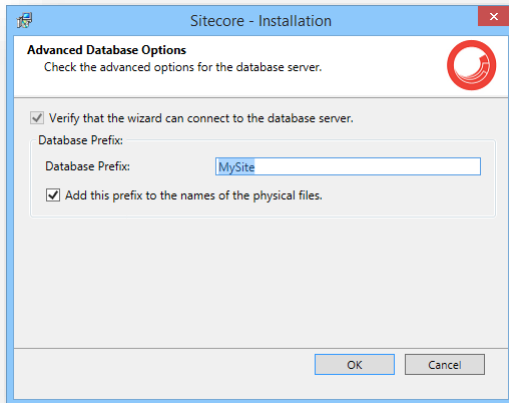 Sitecore - Installation
Advanced Database Options
Check the advanced options for the database server.
Verify that the wizard can connect to the database server.
Database Prefix:
Database Prefix: MySite
Add this prefix to the names of the physical files.
OK Cancel